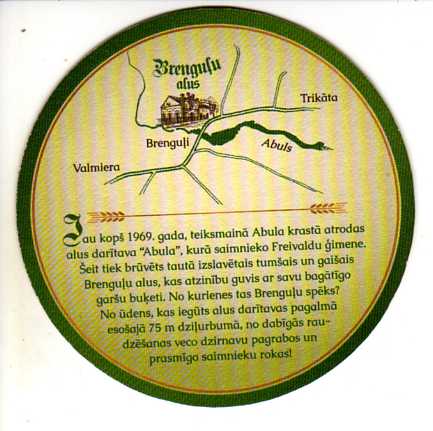 Brenguļu
alus
Trikāta
Brenguļi
Abuls
Valmiera
Jau kopš 1969. gada, teiksmainā Abula krastā atrodas
alus darītava "Abula", kurā saimnieko Freivaldu ģimene.
Šeit tiek brūvēts tautā izslavētais tumšais un gaišais
Brenguļu alus, kas atzinību guvis ar savu bagātīgo
garšu buķeti. No kurienes tas Brenguļu spēks?
No ūdens, kas iegūts alus darītavas pagalmā
esošajā 75 m dziļurbumā, no dabīgās rau-
dzēšanas veco dzirnavu pagrabos un
prasmīga saimnieku rokas!